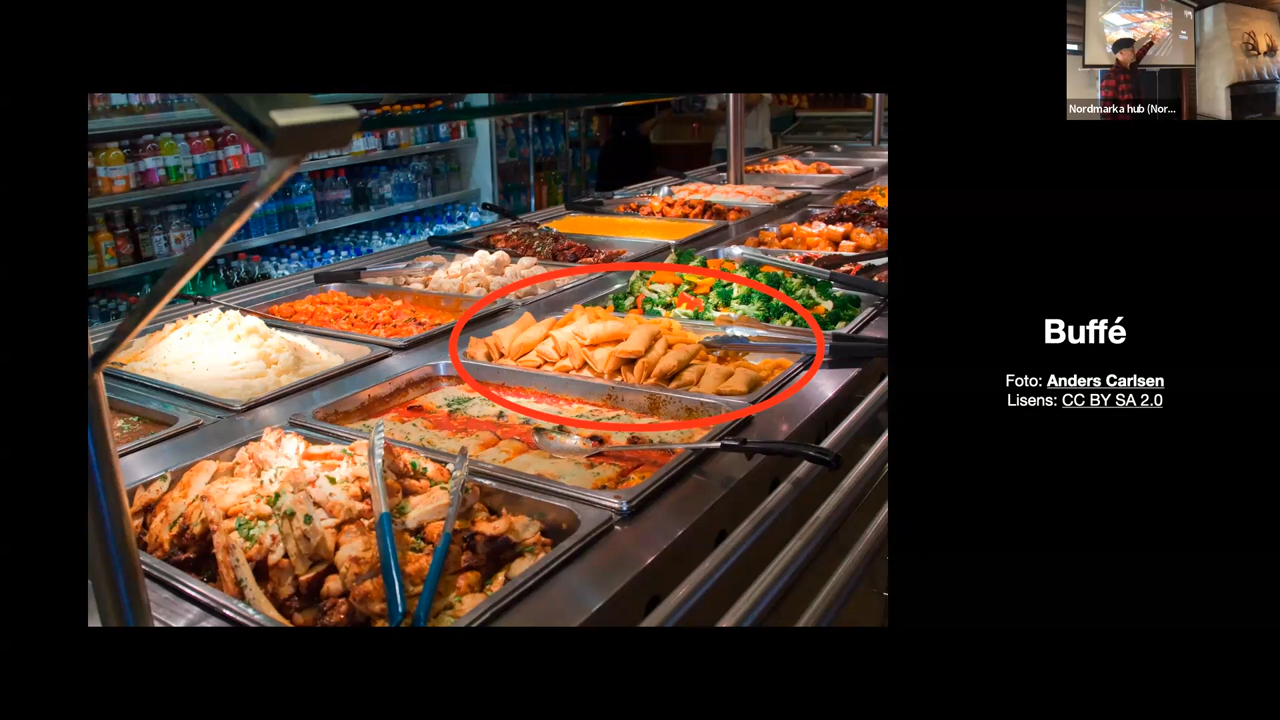 Nordmarka hub (Nor...
Buffé
Foto: Anders Carlsen
Lisens: CC BY SA 2.0